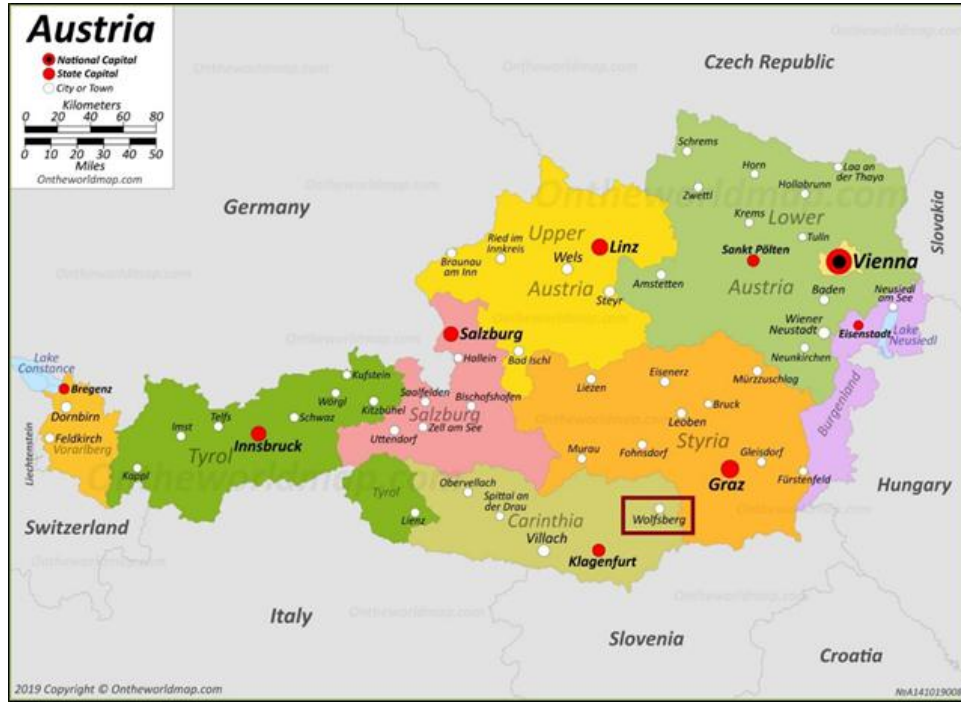 Austria
National Capital
State Capital
City or Town
Kilometers
0 20 40 60 80
0 10 20 30 40 50
Miles
Ontheworldmap.com
Czech Republic
Germany
Slovakia
Schrems
Horn
Laa an
der Thaya
Zwettl
Hollabrunn
Krems
Lower
Tulln
Upper
Linz
Ried im
Innkreis
Braunau
am Inn
Wels
Sankt Pölten
Vienna
Austria
Steyr
Amstetten
Austria
Baden
Neusiedl
am See
Wiener
Neustadt
Eisenstadt
Lake
Neusiedl
Salzburg
Hallein
Bad Ischl
Neunkirchen
Lake
Constance
Bregenz
Dornbirn
Feldkirch
Vorarlberg
Liechtenstein
Kufstein
Wörgl
Kitzbühel
Saalfelden
Bischofshofen
Salzburg
Zell am See
Uttendorf
Liezen
Eisenerz
Mürzzuschlag
Bruck
Leoben
Styria
Burgenland
Imst
Telfs
Schwaz
Innsbruck
Tyrol
Kappl
Murau
Fohnsdorf
Gleisdorf
Graz
Fürstenfeld
Hungary
Switzerland
Tyrol
Lienz
Obervellach
Spittal an
der Drau
Carinthia
Wolfsberg
Villach
Klagenfurt
Italy
Slovenia
Croatia
2019 Copyright © Ontheworldmap.com